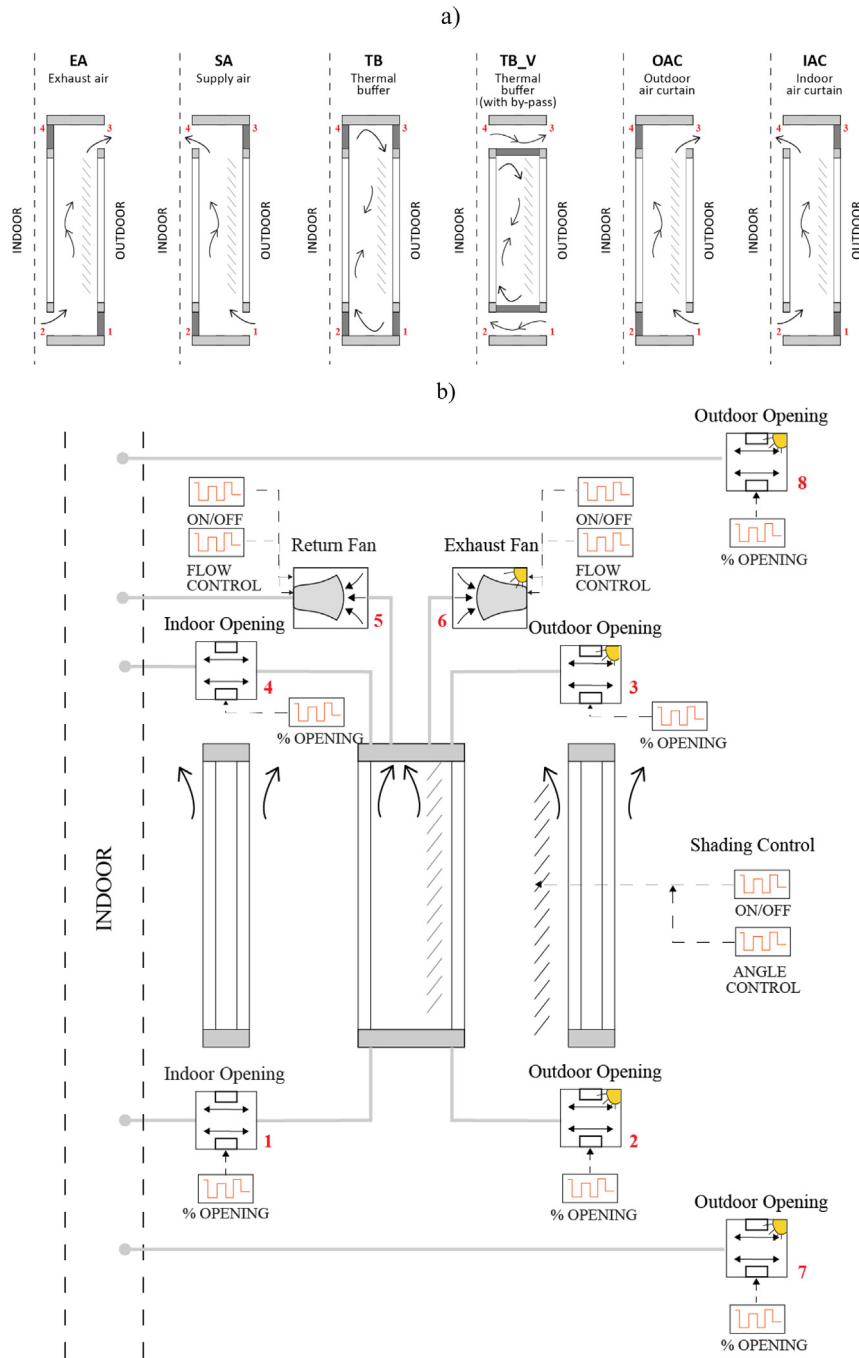 a)
EA
Exhaust air
SA
Supply air
TB
Thermal
buffer
TB_V
Thermal
buffer
(with by-pass)
OAC
Outdoor
air curtain
IAC
Indoor
air curtain
4
3
INDOOR
OUTDOOR
2
1
4
3
INDOOR
OUTDOOR
2
1
4
3
INDOOR
OUTDOOR
2
1
4
3
INDOOR
OUTDOOR
2
1
4
3
INDOOR
OUTDOOR
2
1
4
3
INDOOR
OUTDOOR
2
1
b)
Outdoor Opening
8
% OPENING
ON/OFF
FLOW
CONTROL
Return Fan
5
Exhaust Fan
6
ON/OFF
FLOW
CONTROL
Indoor Opening
4
% OPENING
Outdoor Opening
3
% OPENING
INDOOR
Shading Control
ON/OFF
ANGLE
CONTROL
Indoor Opening
1
% OPENING
Outdoor Opening
2
% OPENING
Outdoor Opening
7
% OPENING